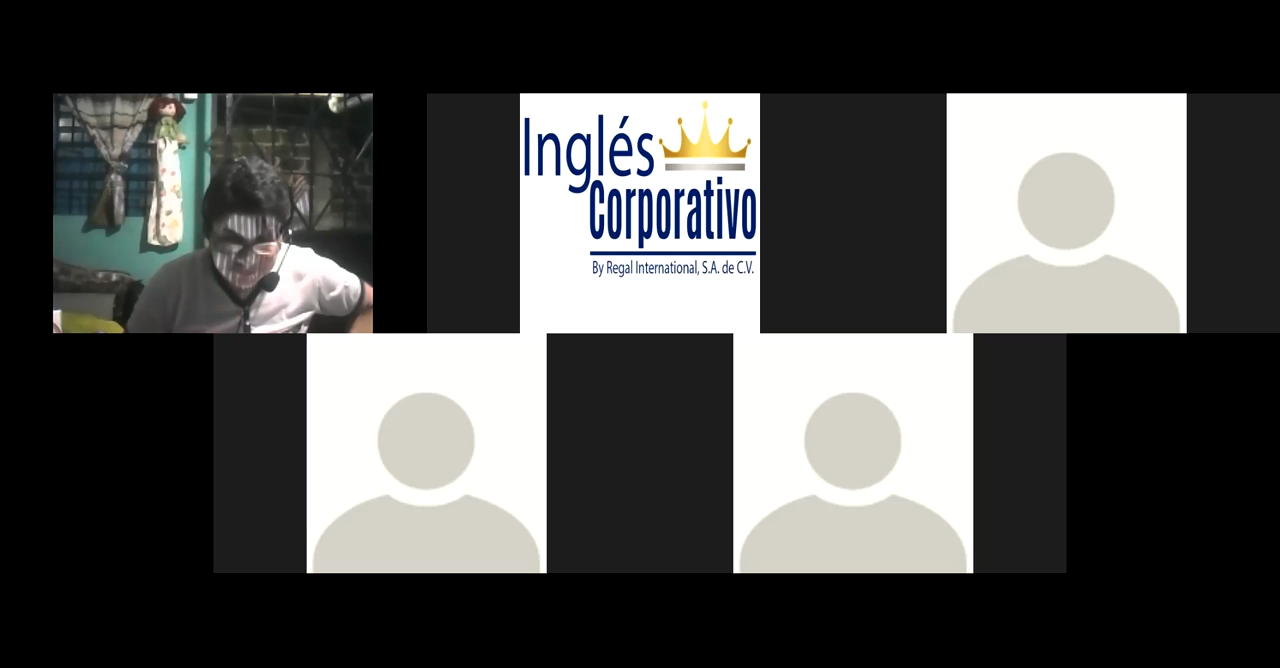 Inglés
Corporativo
By Regal International, S.A. de C.V.